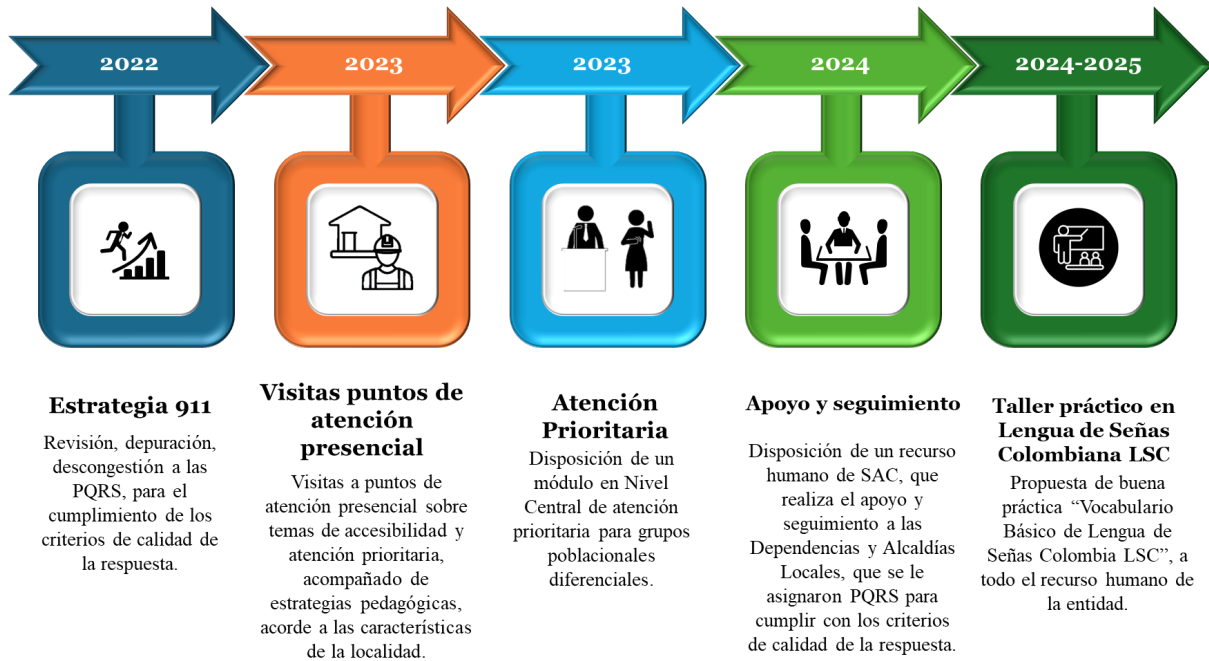 2022
2023
2023
2024
2024-2025
Estrategia 911
Revisión, depuración,
descongestión a las
PQRS, para el
cumplimiento de los
criterios de calidad de
la respuesta.
Visitas puntos de
atención
presencial
Visitas a puntos de
atención presencial sobre
temas de accesibilidad y
atención prioritaria,
acompañado de
estrategias pedagógicas,
acorde a las características
de la localidad.
Atención
Prioritaria
Disposición de un
módulo en Nivel
Central de atención
prioritaria para grupos
poblacionales
diferenciales.
Apoyo y seguimiento
Disposición de un recurso
humano de SAC, que
realiza el apoyo y
seguimiento a las
Dependencias y Alcaldías
Locales, que se le
asignaron PQRS para
cumplir con los criterios
de calidad de la respuesta.
Taller práctico en
Lengua de Señas
Colombiana LSC
Propuesta de buena
práctica “Vocabulario
Básico de Lengua de
Señas Colombia LSC”, a
todo el recurso humano de
la entidad.